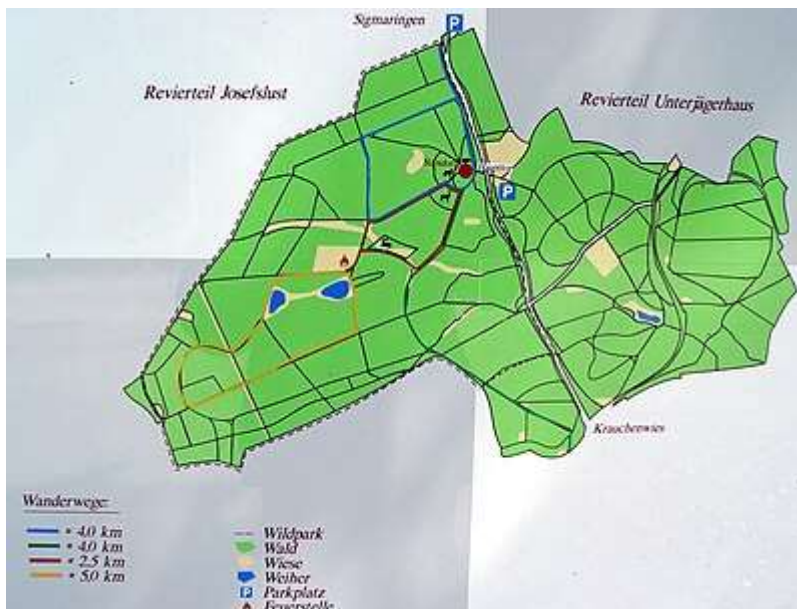 Sigmaringen
P
Revierteil Josefslust
Revierteil Unterjägerhaus
P
Krauchenwies
Wanderwege:
* 4.0 km
* 4.0 km
* 2.5 km
* 5.0 km
Wildpark
Wald
Wiese
Weiher
P Parkplatz
Feuerstelle